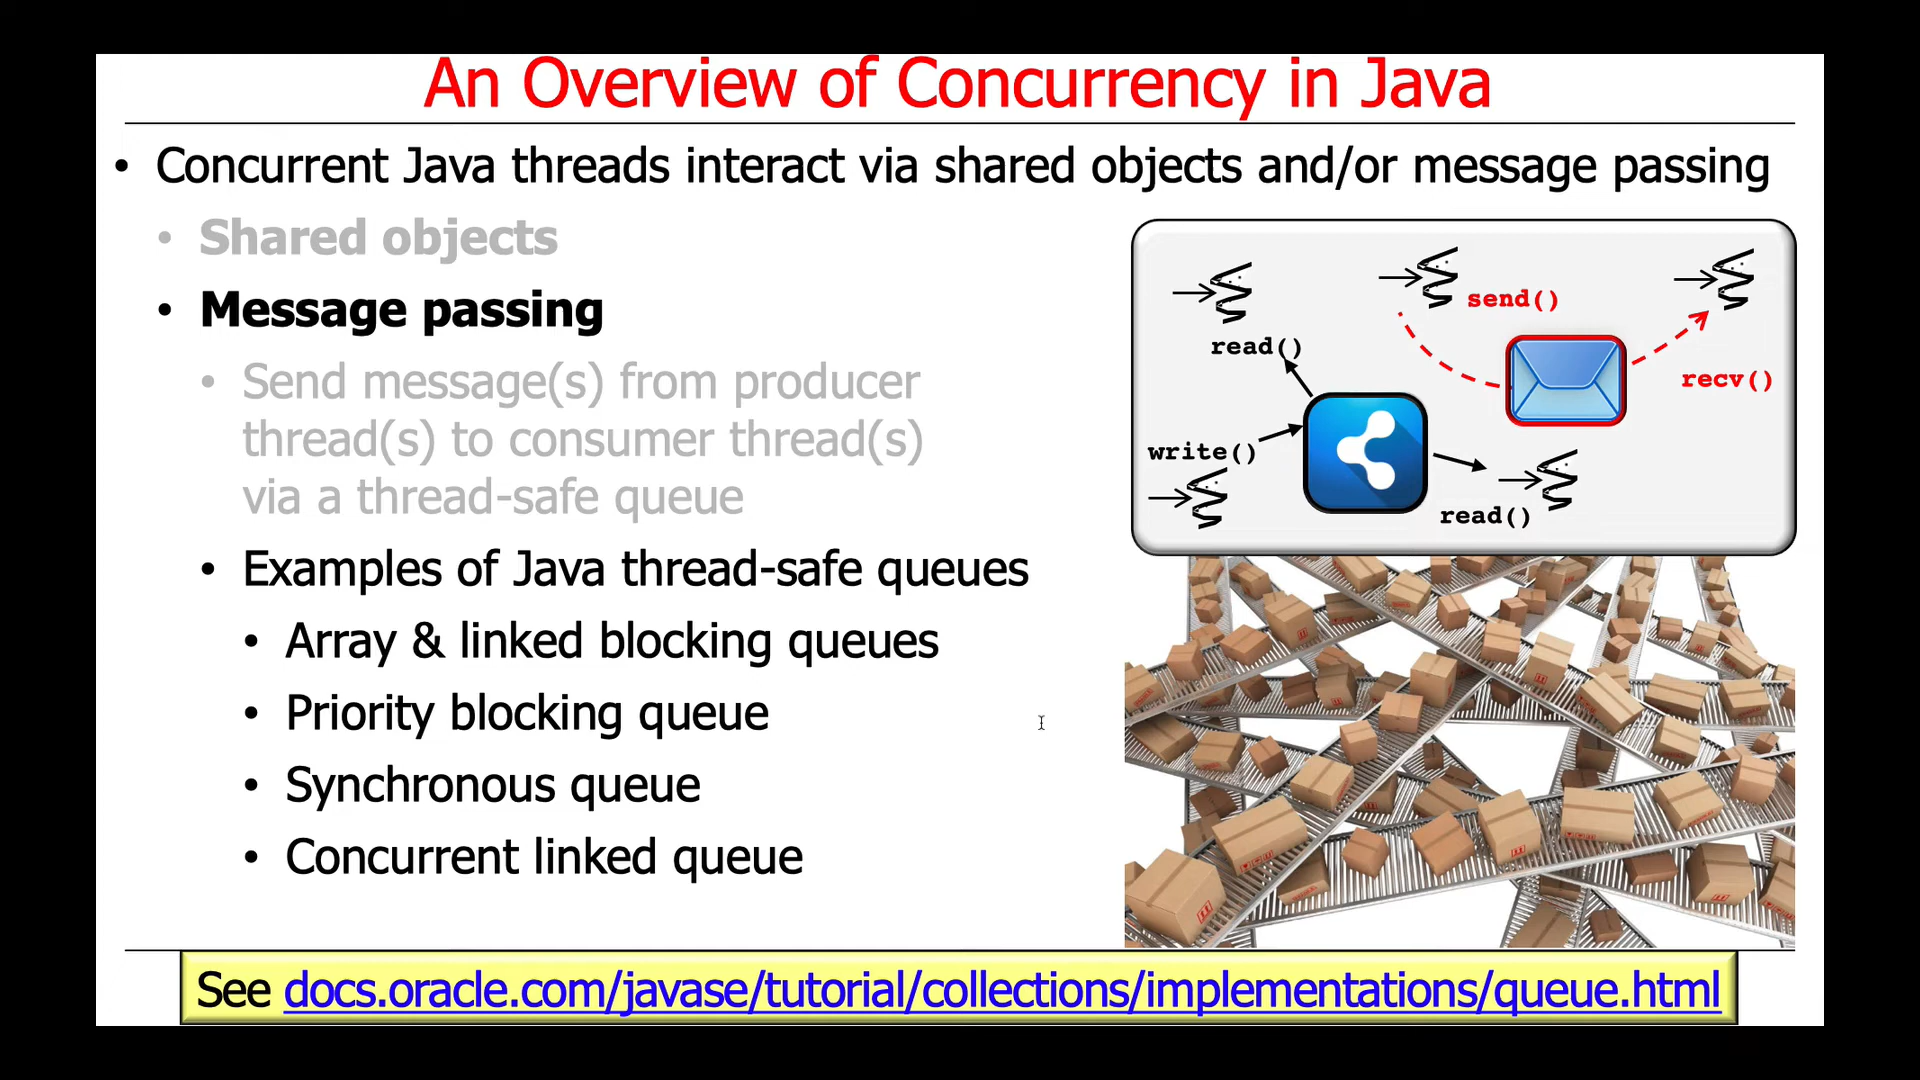 An Overview of Concurrency in Java
• Concurrent Java threads interact via shared objects and/or message passing
• Shared objects
• Message passing
• Send message(s) from producer
thread(s) to consumer thread(s)
via a thread-safe queue
• Examples of Java thread-safe queues
• Array & linked blocking queues
• Priority blocking queue
• Synchronous queue
• Concurrent linked queue
send()
read()
recv()
write()
read()
See docs.oracle.com/javase/tutorial/collections/implementations/queue.html